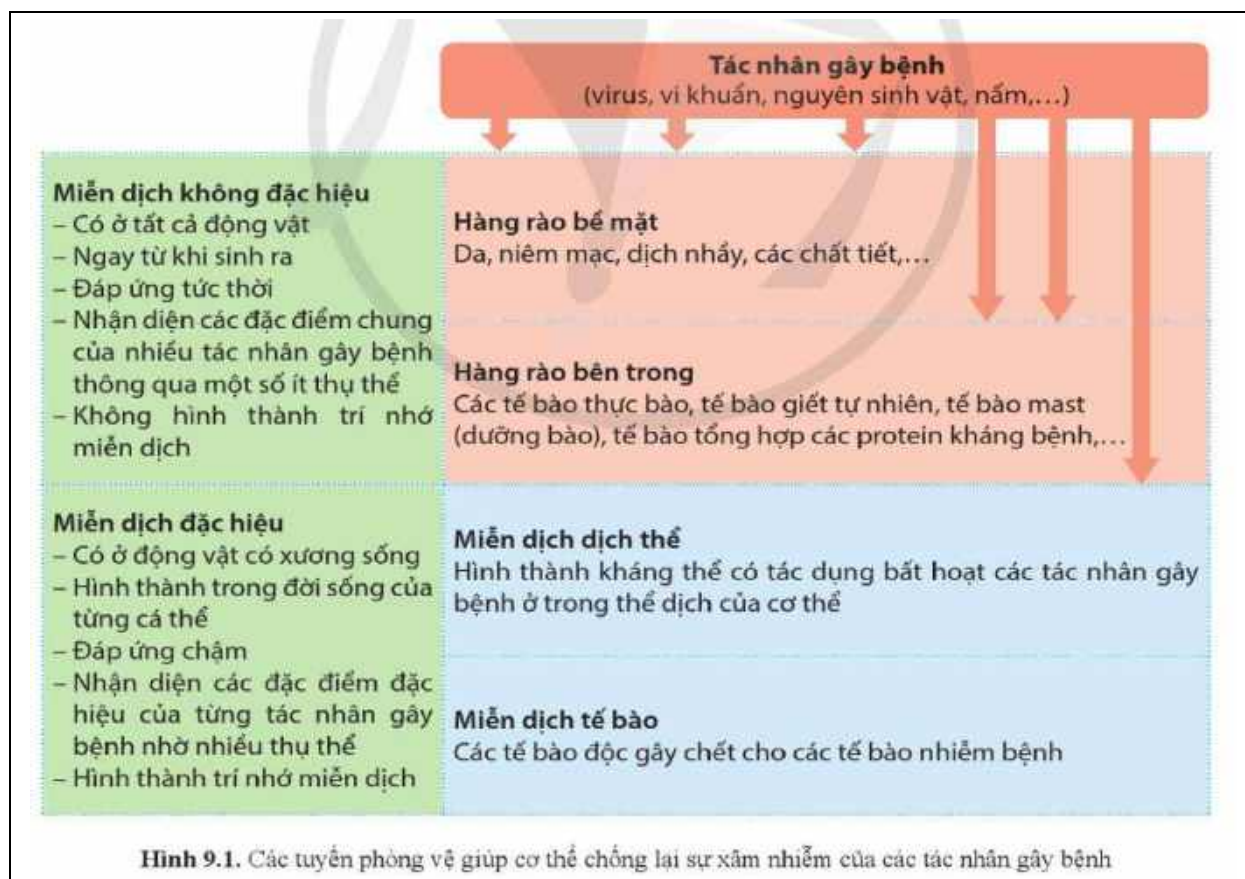 Tác nhân gây bệnh
(virus, vi khuẩn, nguyên sinh vật, nấm,...)
Miễn dịch không đặc hiệu
– Có ở tất cả động vật
– Ngay từ khi sinh ra
– Đáp ứng tức thời
– Nhận diện các đặc điểm chung
của nhiều tác nhân gây bệnh
thông qua một số ít thụ thể
– Không hình thành trí nhớ
miễn dịch
Hàng rào bề mặt
Da, niêm mạc, dịch nhầy, các chất tiết,...
Hàng rào bên trong
Các tế bào thực bào, tế bào giết tự nhiên, tế bào mast
(dưỡng bào), tế bào tổng hợp các protein kháng bệnh,...
Miễn dịch đặc hiệu
– Có ở động vật có xương sống
– Hình thành trong đời sống của
từng cá thể
– Đáp ứng chậm
– Nhận diện các đặc điểm đặc
hiệu của từng tác nhân gây
bệnh nhờ nhiều thụ thể
– Hình thành trí nhớ miễn dịch
Miễn dịch dịch thể
Hình thành kháng thể có tác dụng bất hoạt các tác nhân gây
bệnh ở trong thể dịch của cơ thể
Miễn dịch tế bào
Các tế bào độc gây chết cho các tế bào nhiễm bệnh
Hình 9.1. Các tuyến phòng vệ giúp cơ thể chống lại sự xâm nhiễm của các tác nhân gây bệnh